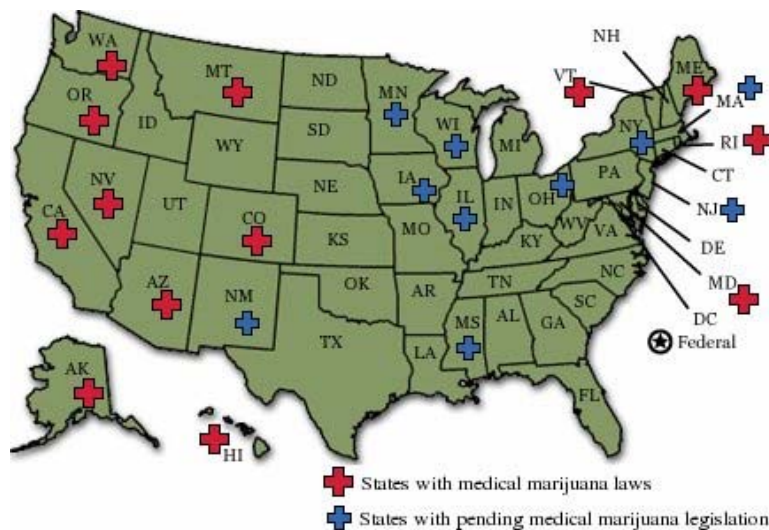 NH
WA
MT
ND
MN
VT
ME
MA
OR
ID
SD
WI
NY
RI
WY
MI
CT
NE
IA
PA
NJ
NV
UT
IL
IN
OH
CA
CO
WV
VA
DE
KS
MO
KY
MD
NC
AZ
NM
OK
TN
DC
AR
SC
TX
MS
AL
GA
Federal
LA
AK
FL
HI
States with medical marijuana laws
States with pending medical marijuana legislation